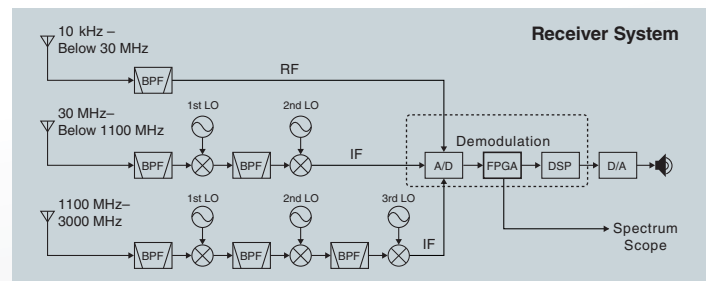 10 kHz –
Below 30 MHz
Receiver System
BPF
RF
30 MHz–
Below 1100 MHz
1st LO
2nd LO
Demodulation
BPF
BPF
IF
A/D
FPGA
DSP
D/A
1100 MHz–
3000 MHz
1st LO
2nd LO
3rd LO
BPF
BPF
BPF
IF
Spectrum
Scope